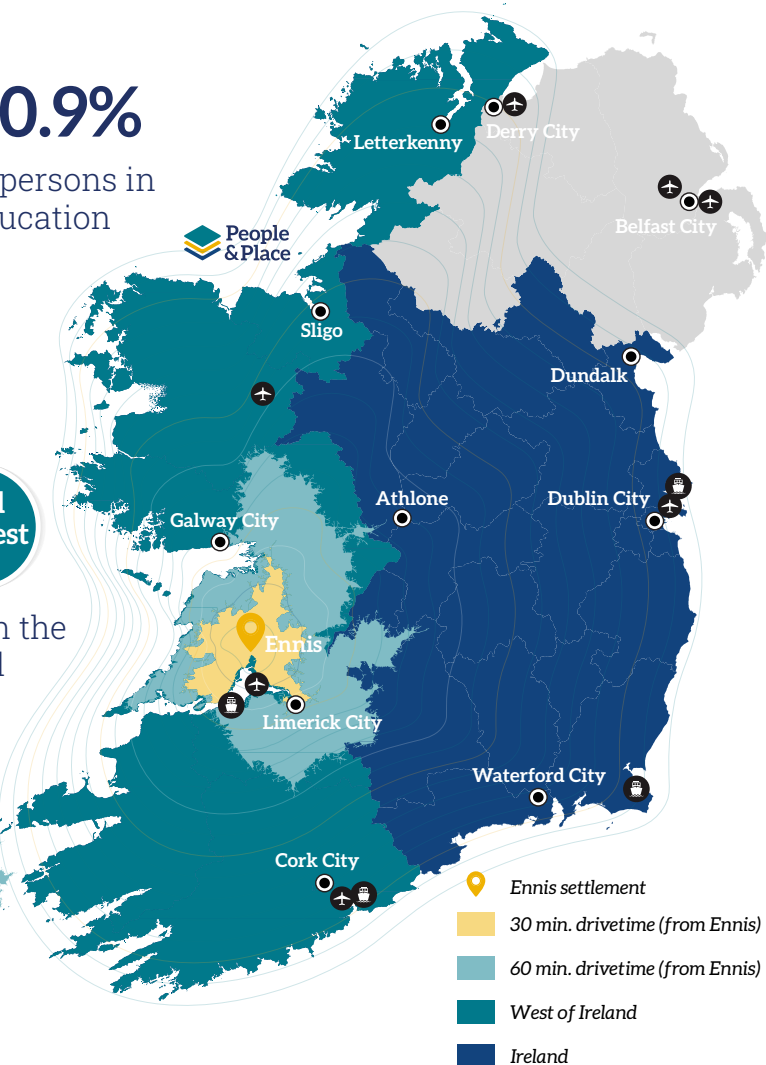 0.9%
persons in
ucation
People
& Place
Letterkenny
Derry City
Belfast City
Sligo
Dundalk
Athlone
Dublin City
Galway City
est
n the
Ennis
Limerick City
Waterford City
Cork City
Ennis settlement
30 min. drivetime (from Ennis)
60 min. drivetime (from Ennis)
West of Ireland
Ireland